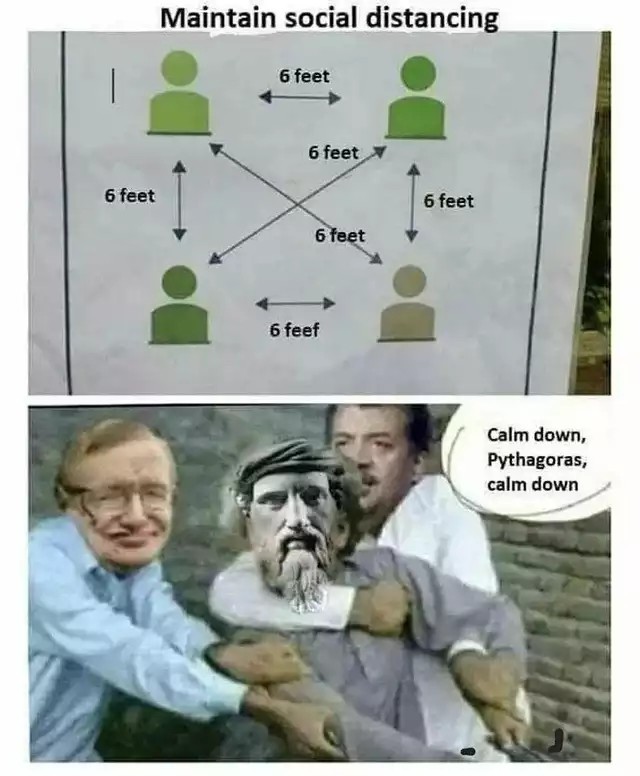 Maintain social distancing
6 feet
6 feet
6 feet
6 feet
6 feet
6 feef
Calm down,
Pythagoras,
calm down